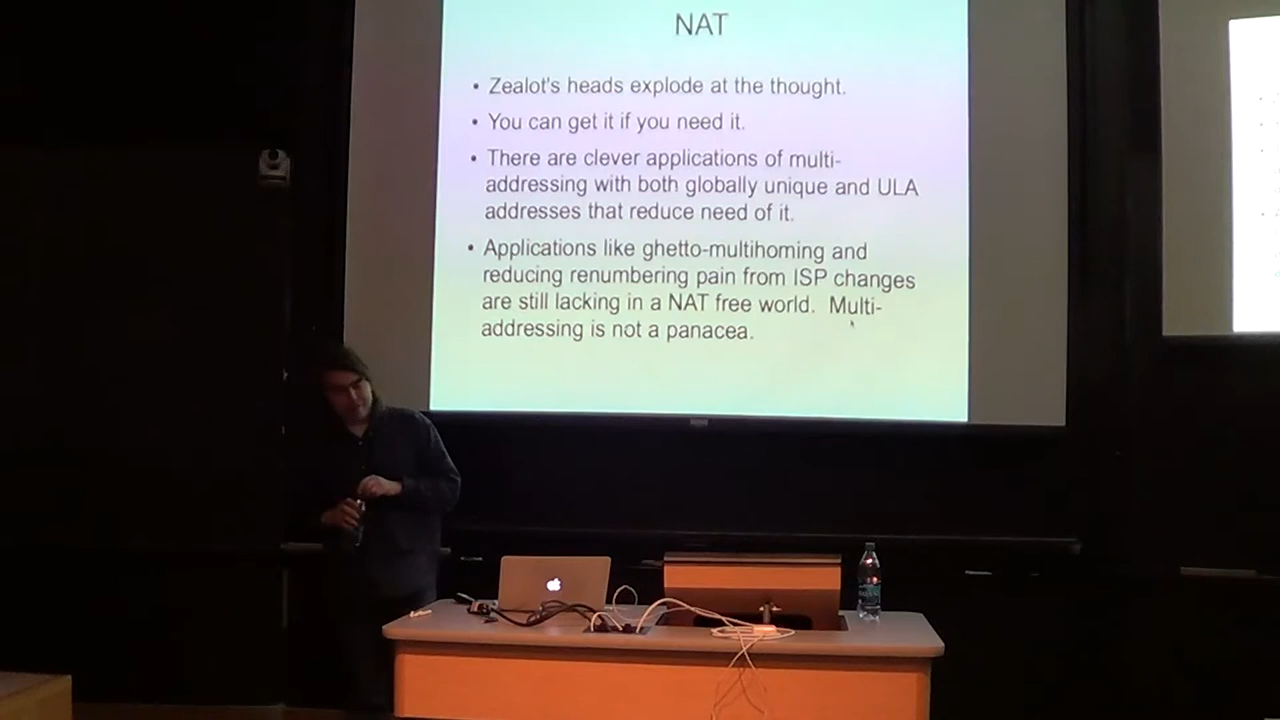 NAT
• Zealot's heads explode at the thought.
• You can get it if you need it.
• There are clever applications of multi-
addressing with both globally unique and ULA
addresses that reduce need of it.
• Applications like ghetto-multihoming and
reducing renumbering pain from ISP changes
are still lacking in a NAT free world. Multi-
addressing is not a panacea.